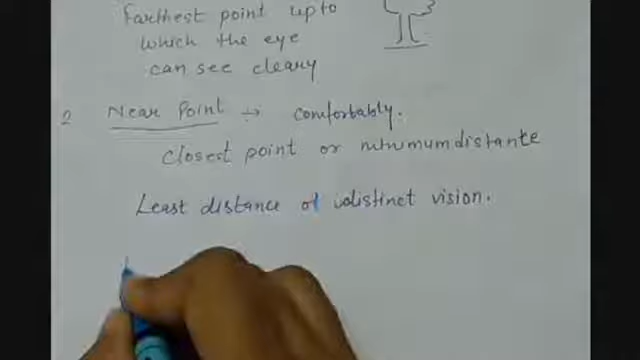 Farthest point upto
which the eye
can see cleary
2 Near Point → comfortably.
Closest point or minimum distante
Least distance of distinct vision.